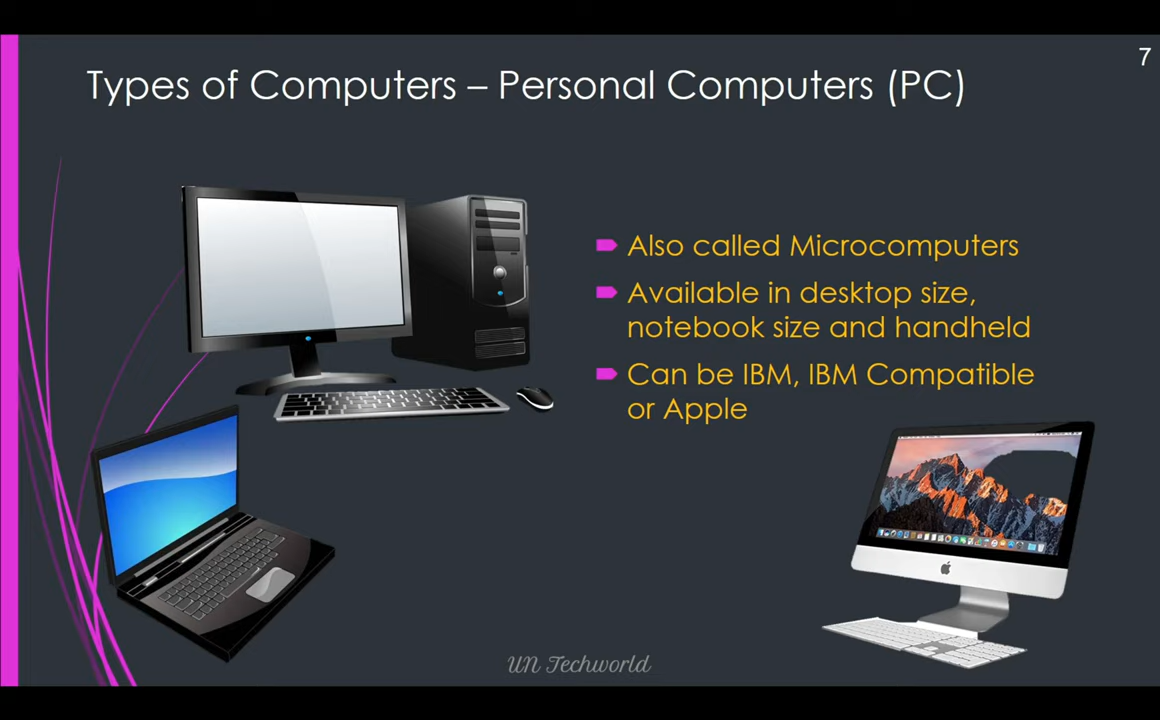 7
Types of Computers – Personal Computers (PC)
Also called Microcomputers
Available in desktop size,
notebook size and handheld
Can be IBM, IBM Compatible
or Apple
UN Techworld